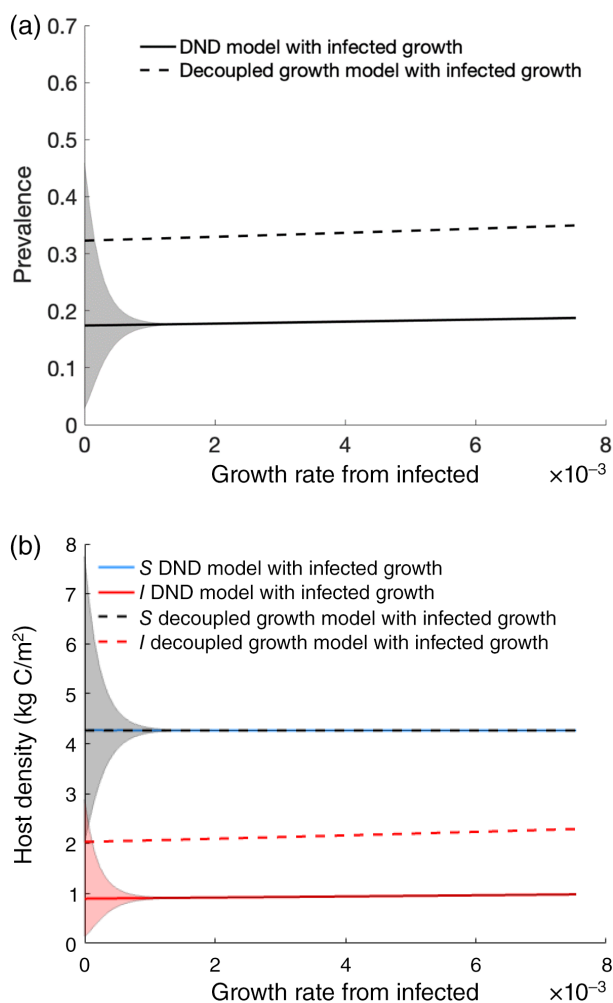 (a)
0.7
0.6
0.5
0.4
0.3
0.2
0.1
0
Prevalence
DND model with infected growth
Decoupled growth model with infected growth
0 2 4 6 8
Growth rate from infected ×10⁻³
(b)
8
7
6
5
4
3
2
1
0
Host density (kg C/m²)
S DND model with infected growth
I DND model with infected growth
S decoupled growth model with infected growth
I decoupled growth model with infected growth
0 2 4 6 8
Growth rate from infected ×10⁻³